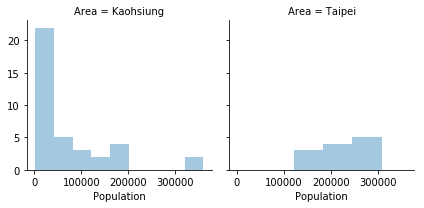 Area = Kaohsiung
Area = Taipei
20
15
10
5
0
0 100000 200000 300000
0 100000 200000 300000
Population
Population